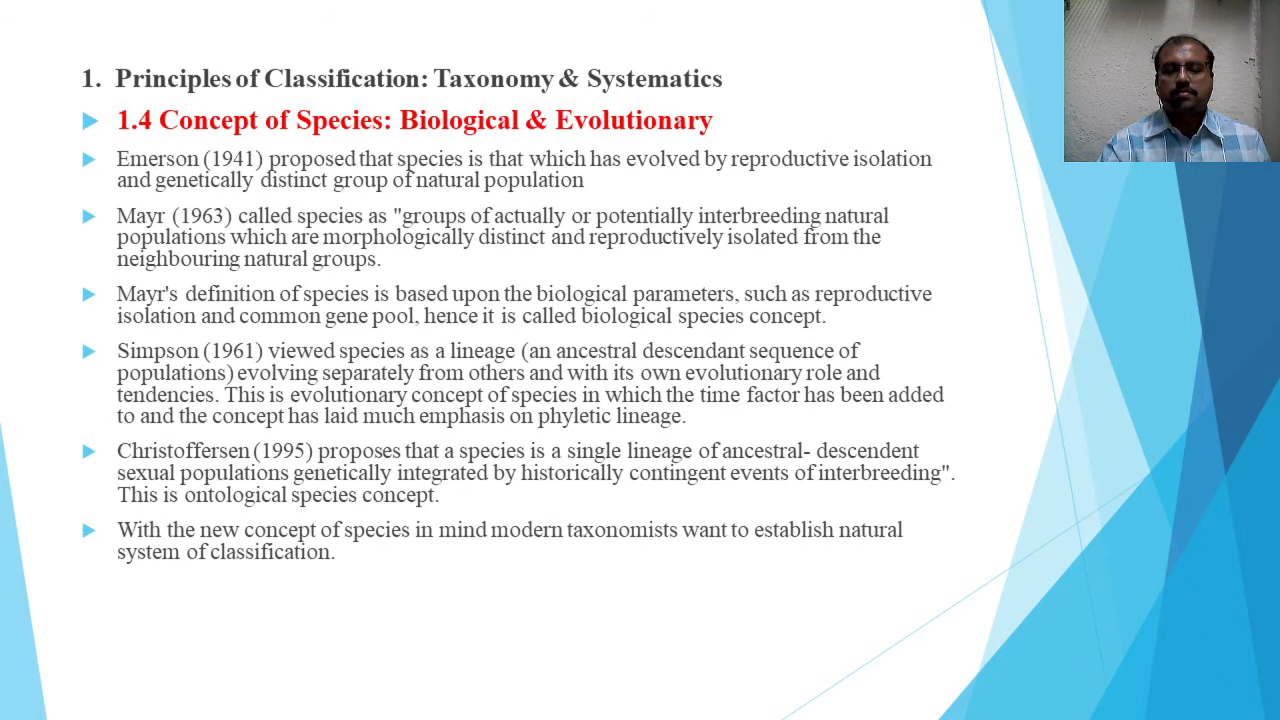 1. Principles of Classification: Taxonomy & Systematics
1.4 Concept of Species: Biological & Evolutionary
Emerson (1941) proposed that species is that which has evolved by reproductive isolation
and genetically distinct group of natural population
Mayr (1963) called species as "groups of actually or potentially interbreeding natural
populations which are morphologically distinct and reproductively isolated from the
neighbouring natural groups.
Mayr's definition of species is based upon the biological parameters, such as reproductive
isolation and common gene pool, hence it is called biological species concept.
Simpson (1961) viewed species as a lineage (an ancestral descendant sequence of
populations) evolving separately from others and with its own evolutionary role and
tendencies. This is evolutionary concept of species in which the time factor has been added
to and the concept has laid much emphasis on phyletic lineage.
Christoffersen (1995) proposes that a species is a single lineage of ancestral- descendent
sexual populations genetically integrated by historically contingent events of interbreeding".
This is ontological species concept.
With the new concept of species in mind modern taxonomists want to establish natural
system of classification.